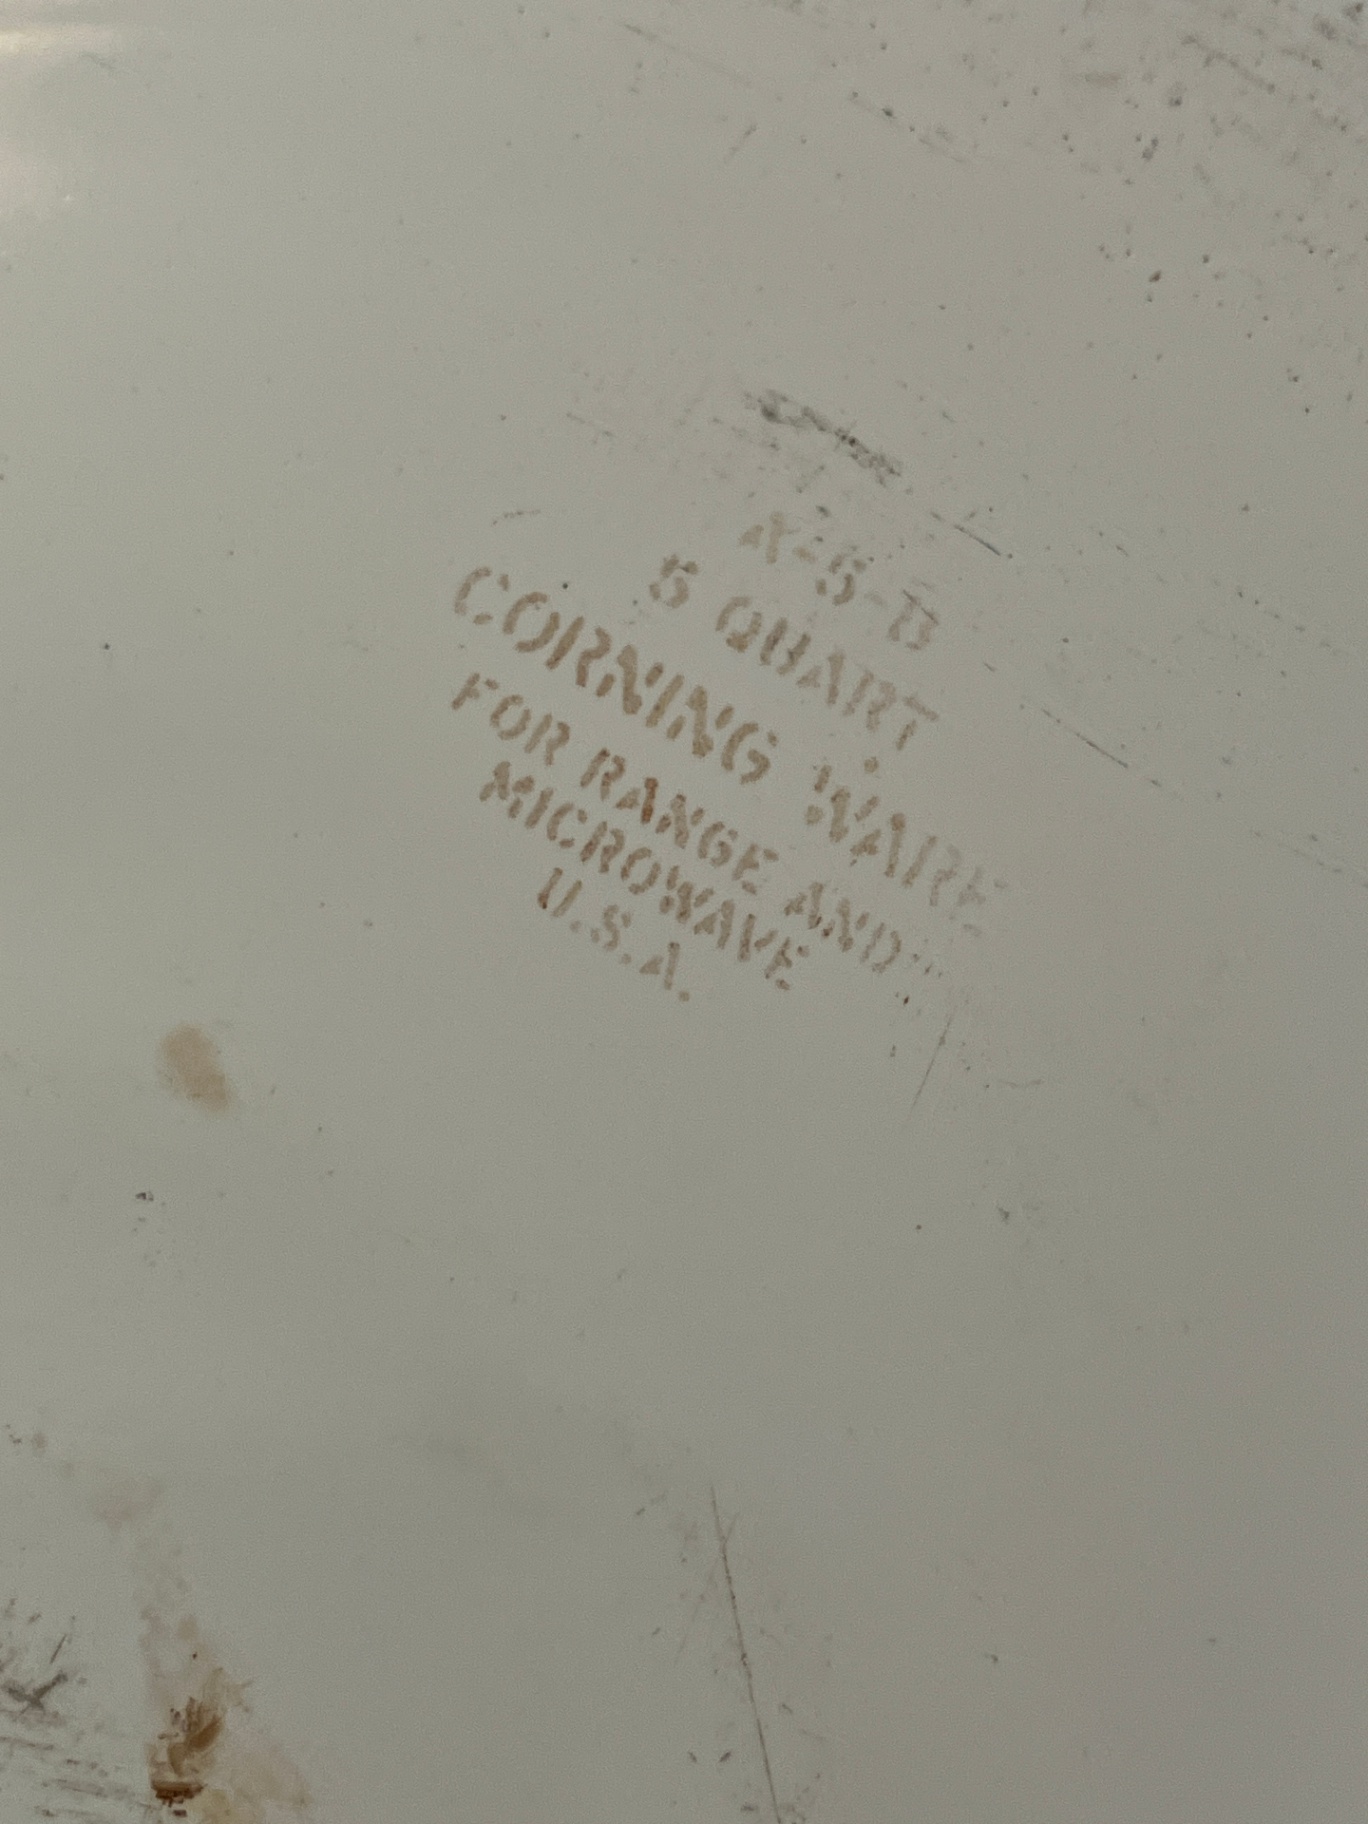 A-5-B
5 QUART
CORNING WARE
FOR RANGE AND
MICROWAVE
U.S.A.